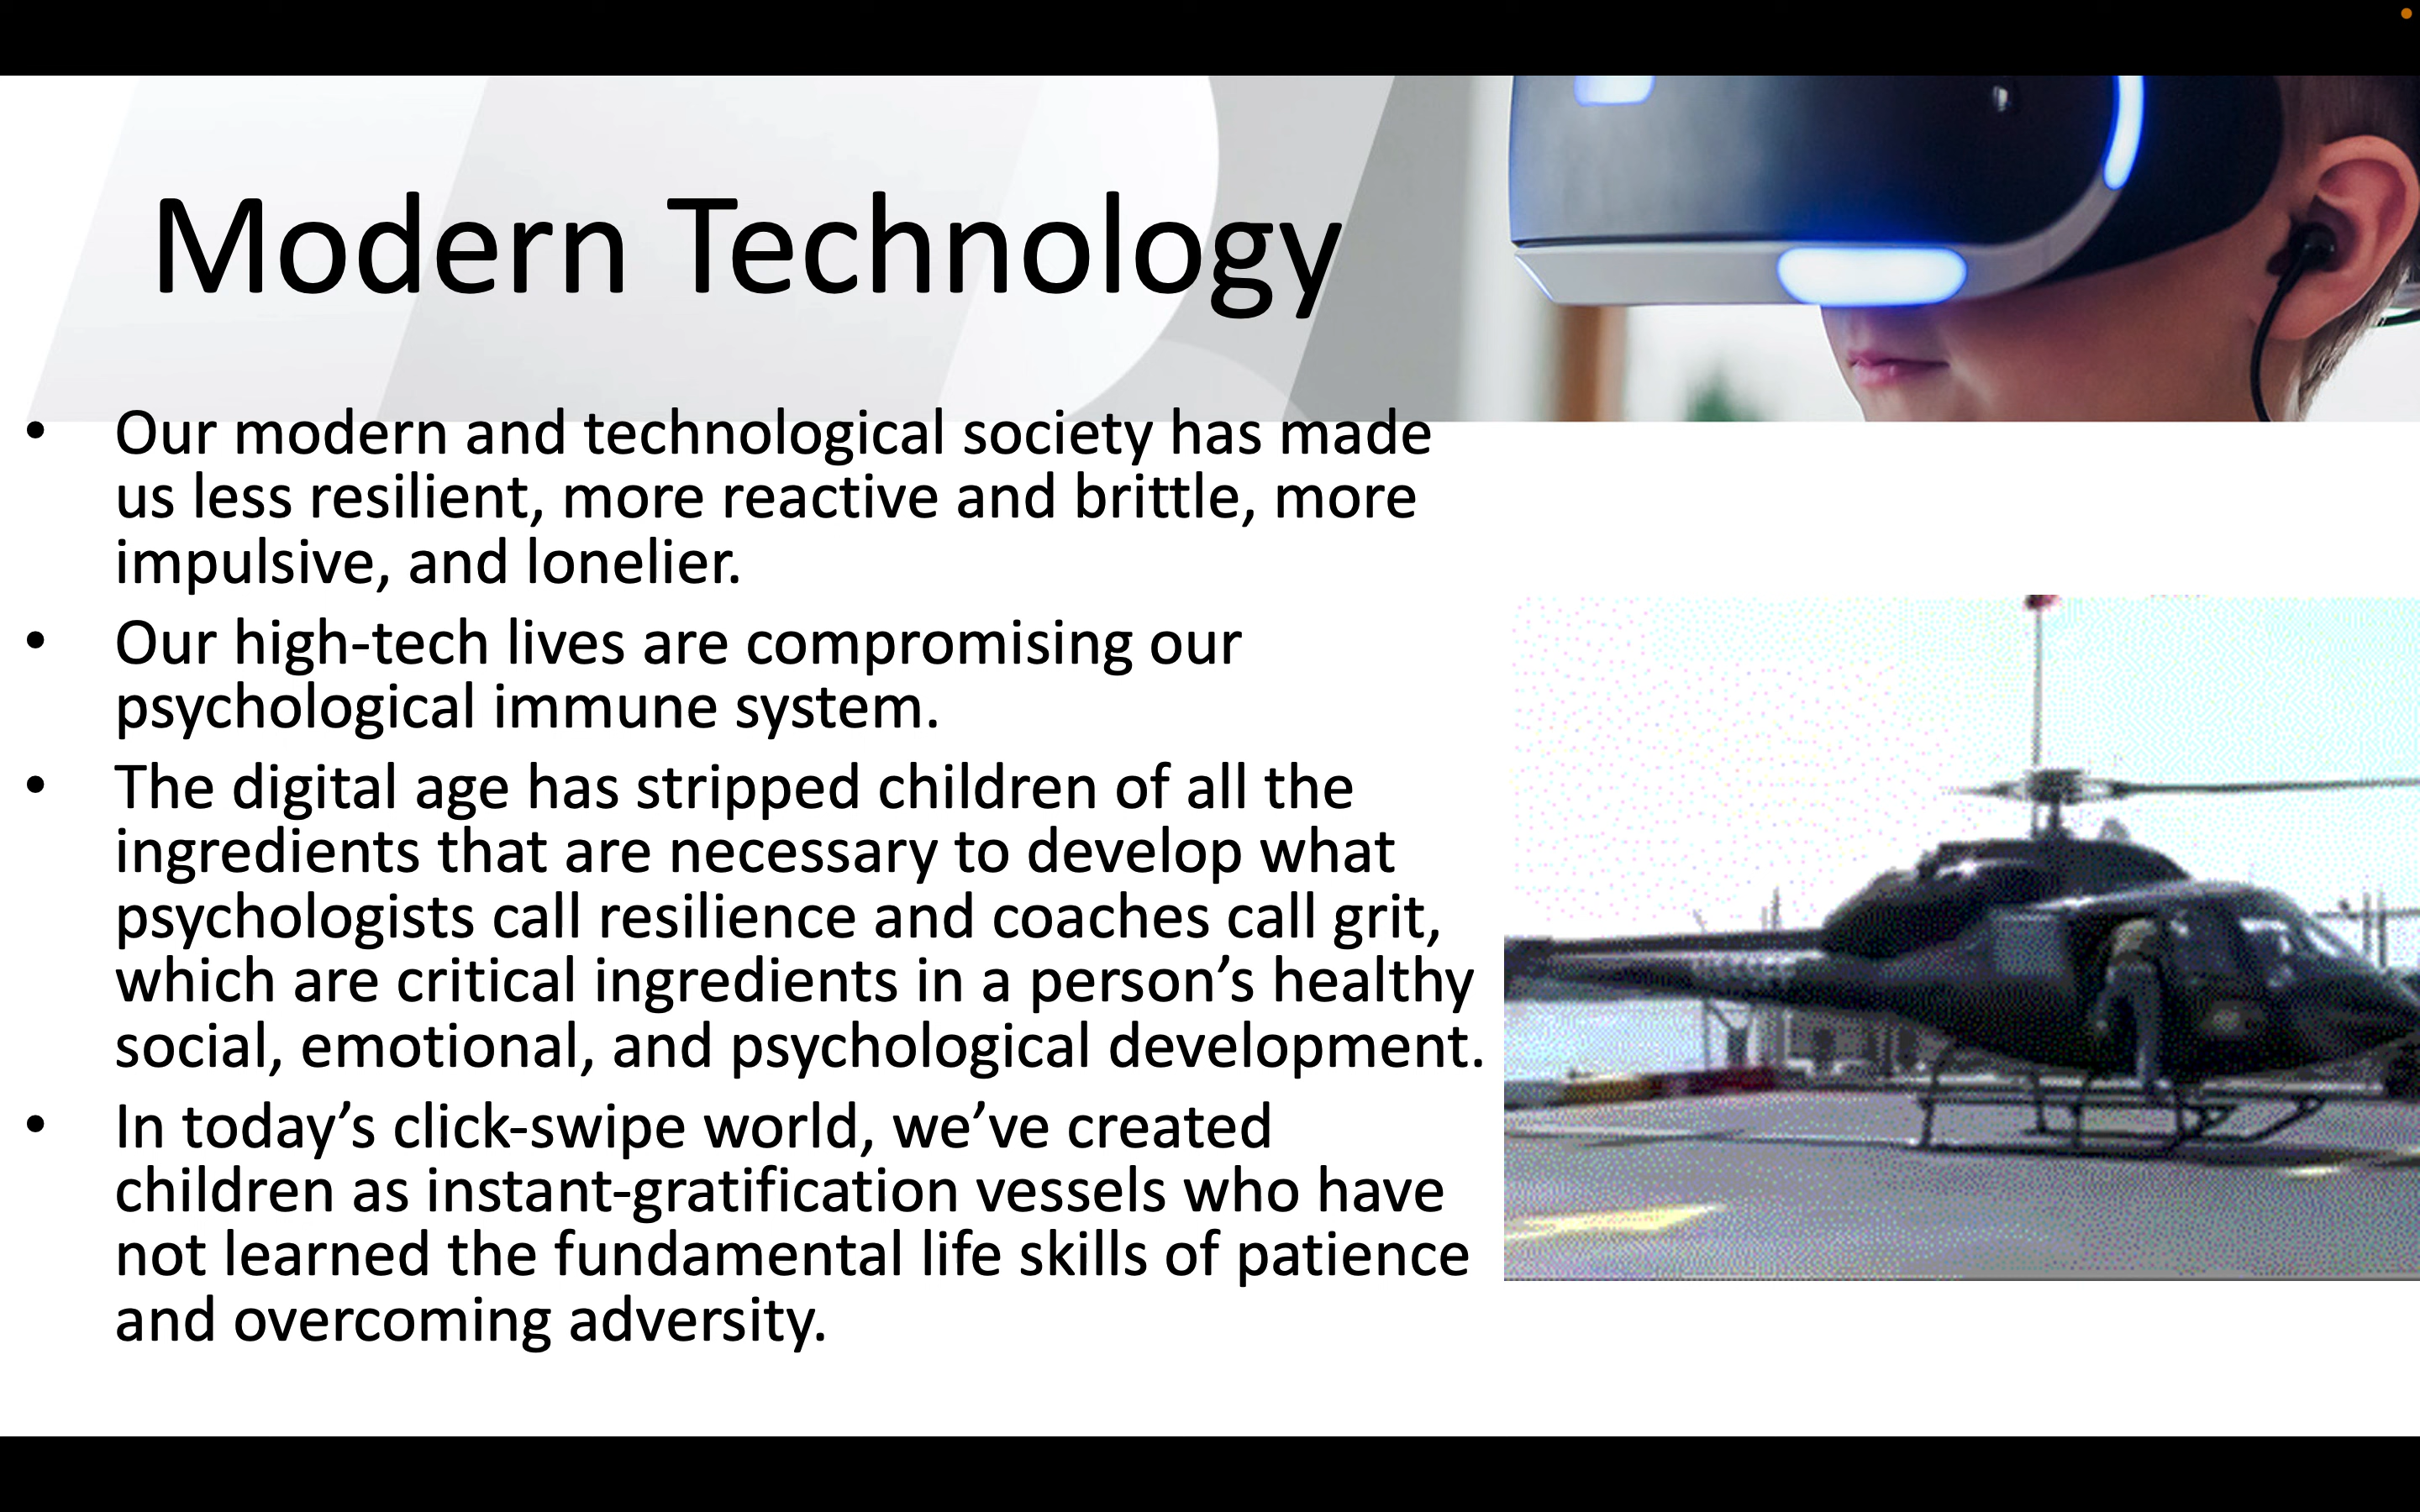 Modern Technology
• Our modern and technological society has made
us less resilient, more reactive and brittle, more
impulsive, and lonelier.
• Our high-tech lives are compromising our
psychological immune system.
• The digital age has stripped children of all the
ingredients that are necessary to develop what
psychologists call resilience and coaches call grit,
which are critical ingredients in a person’s healthy
social, emotional, and psychological development.
• In today’s click-swipe world, we’ve created
children as instant-gratification vessels who have
not learned the fundamental life skills of patience
and overcoming adversity.